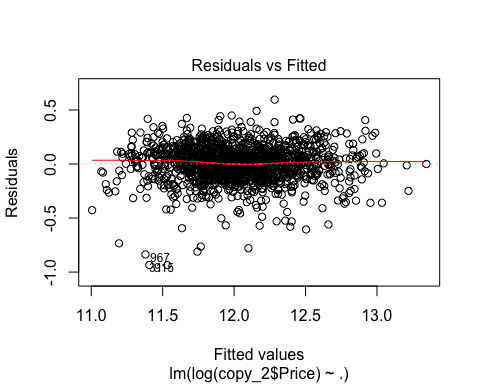 Residuals vs Fitted
Residuals
0.5
0.0
-0.5
-1.0
967
11.0 11.5 12.0 12.5 13.0
Fitted values
lm(log(copy_2$Price) ~ .)